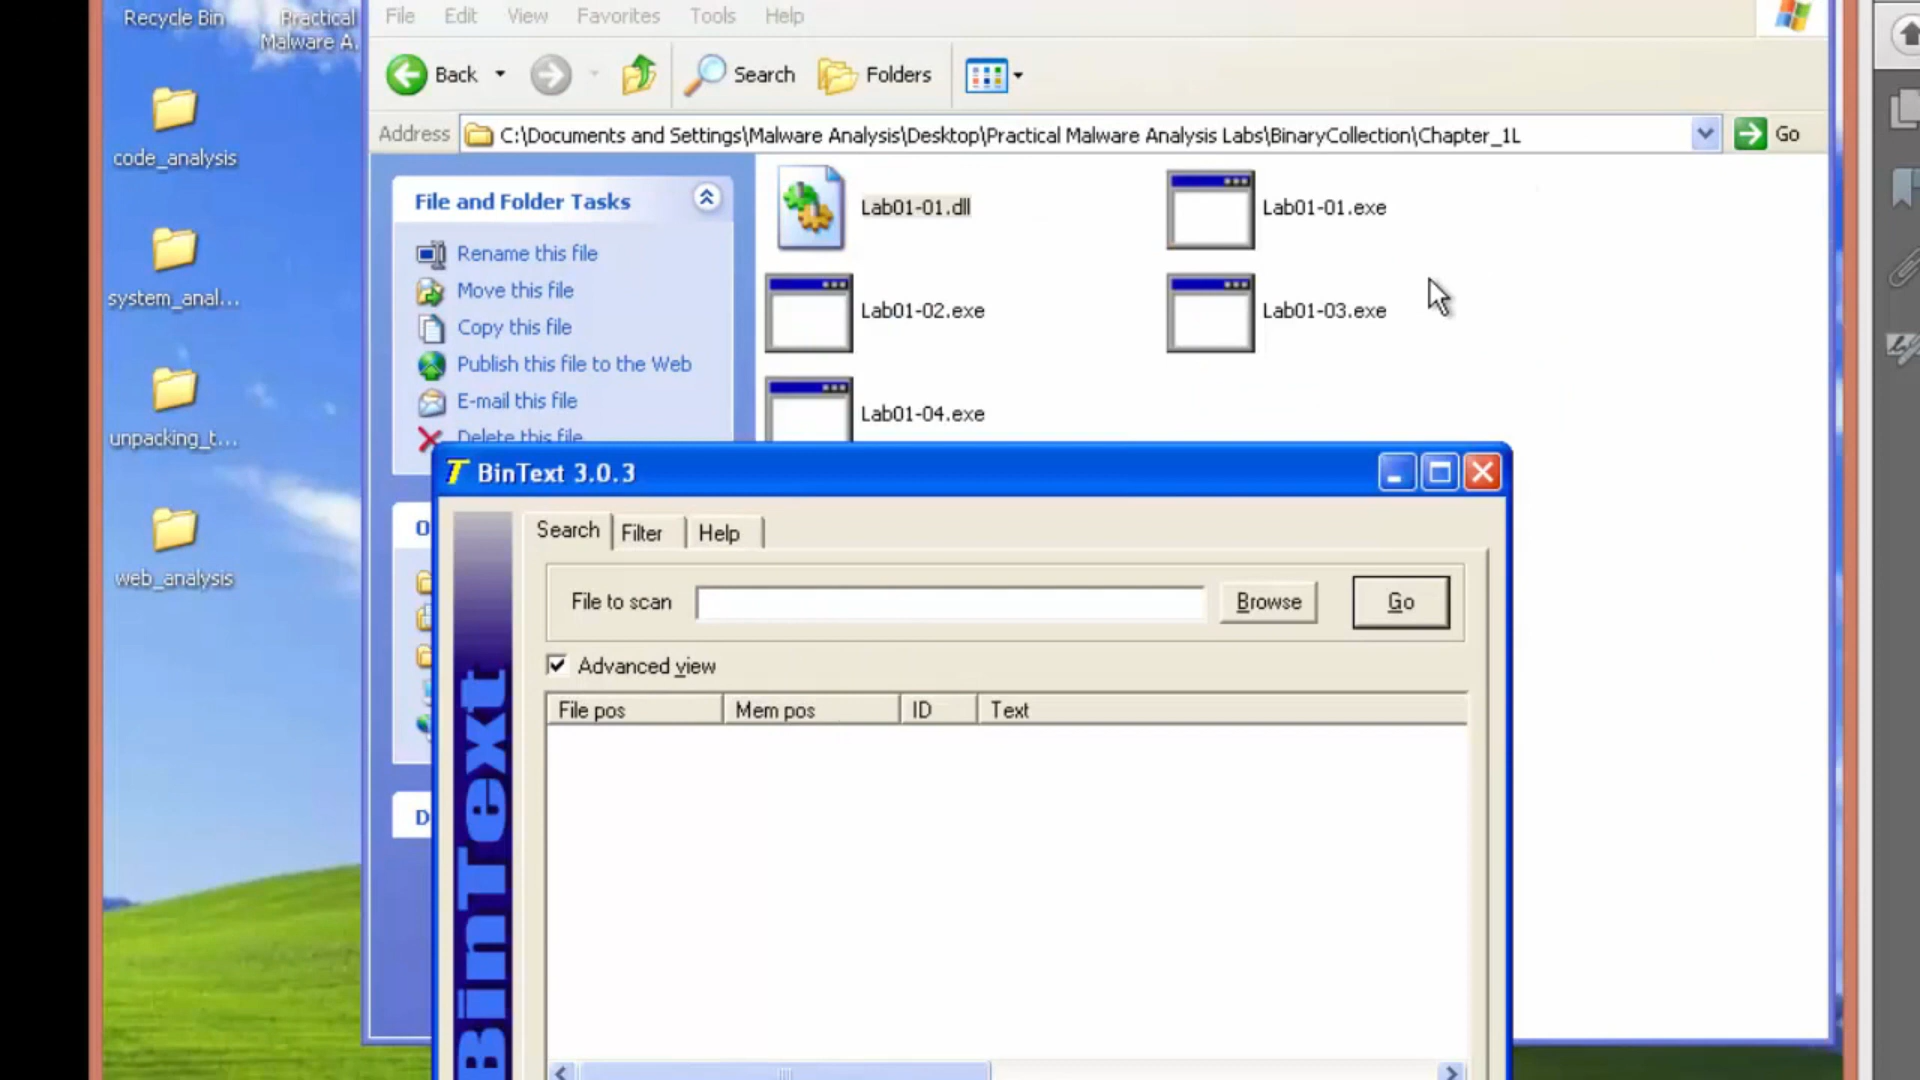 Recycle Bin
Practical
Malware A.
code_analysis
system_anal...
unpacking_t...
web_analysis
File Edit View Favorites Tools Help
Back Search Folders
Address C:\Documents and Settings\Malware Analysis\Desktop\Practical Malware Analysis Labs\BinaryCollection\Chapter_1L Go
File and Folder Tasks
Rename this file
Move this file
Copy this file
Publish this file to the Web
E-mail this file
Delete this file
O
D
Lab01-01.dll
Lab01-01.exe
Lab01-02.exe
Lab01-03.exe
Lab01-04.exe
BinText 3.0.3
Search Filter Help
File to scan Browse Go
Advanced view
File pos Mem pos ID Text
BinText